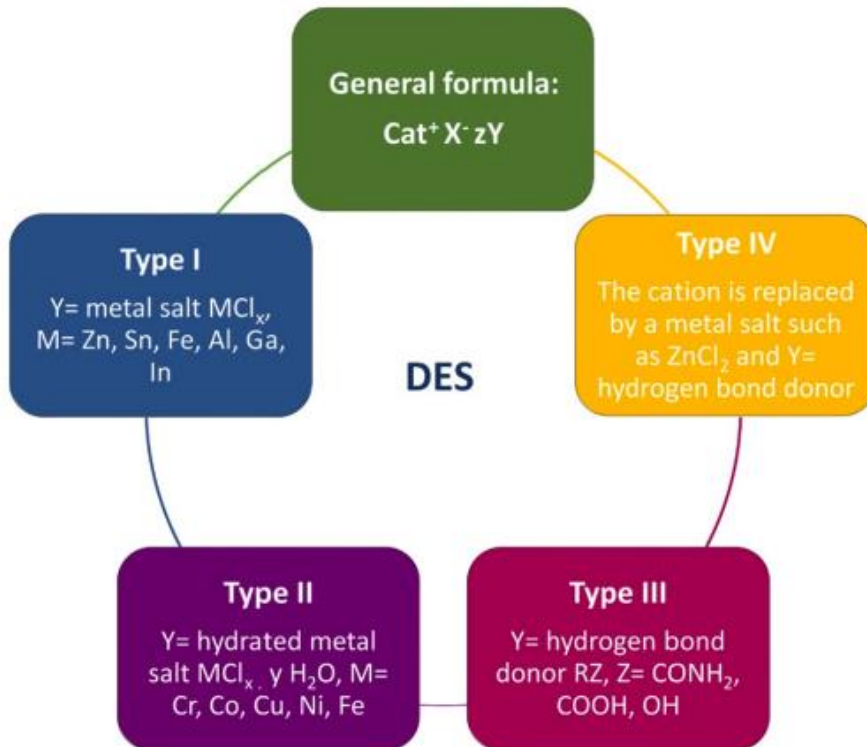 General formula:
Cat⁺ X⁻ zY
Type I
Y= metal salt MClₓ,
M= Zn, Sn, Fe, Al, Ga,
In
DES
Type IV
The cation is replaced
by a metal salt such
as ZnCl₂ and Y=
hydrogen bond donor
Type II
Y= hydrated metal
salt MClₓ . y H₂O, M=
Cr, Co, Cu, Ni, Fe
Type III
Y= hydrogen bond
donor RZ, Z= CONH₂,
COOH, OH